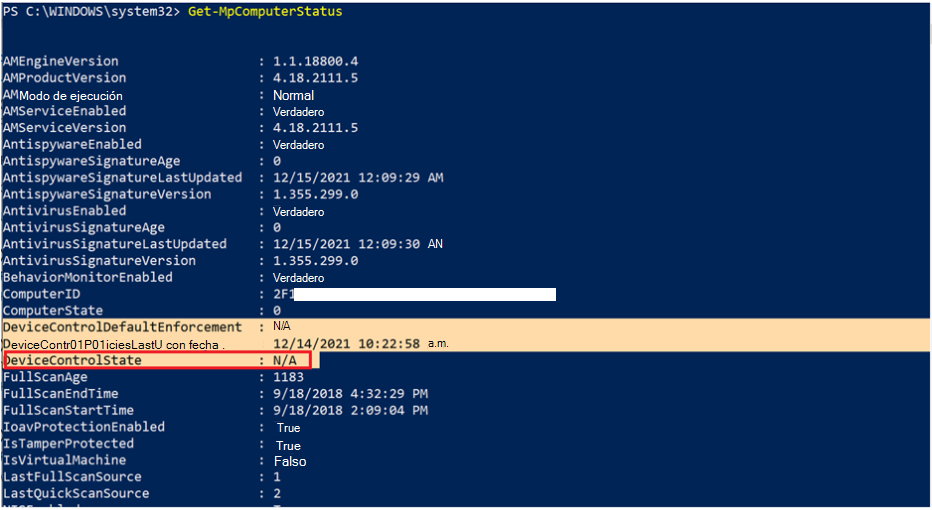 PS C:\WINDOWS\system32> Get-MpComputerStatus
AMEngineVersion : 1.1.18800.4
AMProductVersion : 4.18.2111.5
AMModo de ejecución : Normal
AMServiceEnabled : Verdadero
AMServiceVersion : 4.18.2111.5
AntispywareEnabled : Verdadero
AntispywareSignatureAge : 0
AntispywareSignatureLastUpdated : 12/15/2021 12:09:29 AM
AntispywareSignatureVersion : 1.355.299.0
AntivirusEnabled : Verdadero
AntivirusSignatureAge : 0
AntivirusSignatureLastUpdated : 12/15/2021 12:09:30 AN
AntivirusSignatureVersion : 1.355.299.0
BehaviorMonitorEnabled : Verdadero
ComputerID : 2F1
ComputerState : 0
DeviceControlDefaultEnforcement : N/A
DeviceContr01P01iciesLastU con fecha . 12/14/2021 10:22:58 a.m.
DeviceControlState : N/A
FullScanAge : 1183
FullScanEndTime : 9/18/2018 4:32:29 PM
FullScanStartTime : 9/18/2018 2:09:04 PM
IoavProtectionEnabled : True
IsTamperProtected : True
IsVirtualMachine : Falso
LastFullScanSource : 1
LastQuickScanSource : 2